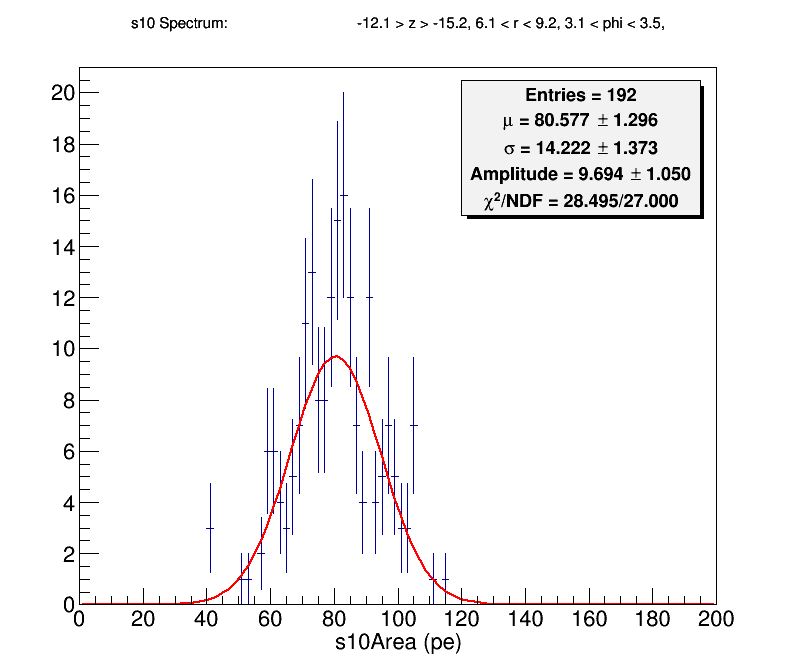 s10 Spectrum: -12.1 > z > -15.2, 6.1 < r < 9.2, 3.1 < phi < 3.5,
Entries = 192
μ = 80.577 ± 1.296
σ = 14.222 ± 1.373
Amplitude = 9.694 ± 1.050
χ²/NDF = 28.495/27.000
20
18
16
14
12
10
8
6
4
2
0
0 20 40 60 80 100 120 140 160 180 200
s10Area (pe)